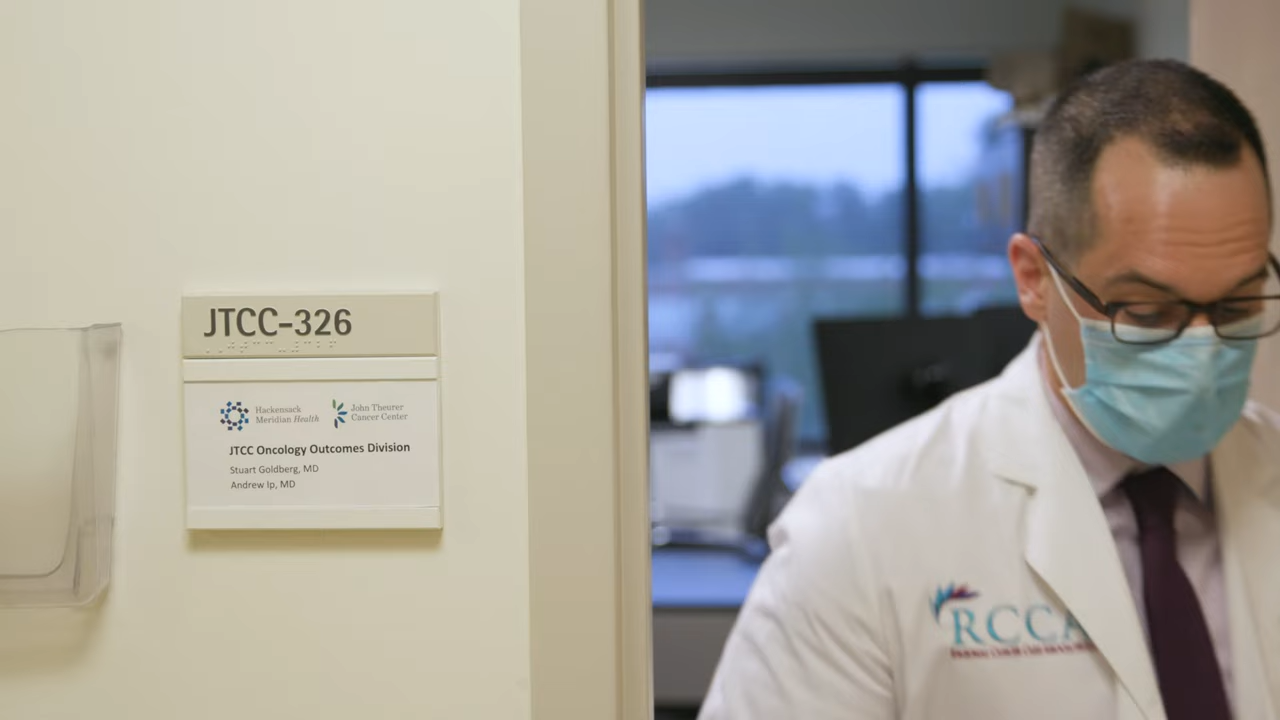 JTCC-326
Hackensack
Meridian Health
John Theurer
Cancer Center
JTCC Oncology Outcomes Division
Stuart Goldberg, MD
Andrew Ip, MD
RCCA